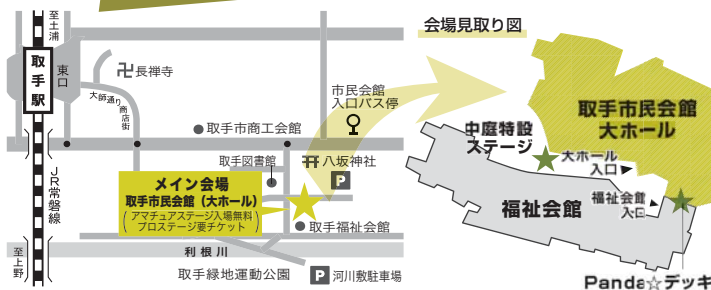 至土浦
取手駅
東口
卍長禅寺
大師通り商店街
JR常磐線
至上野
取手市商工会館
市民会館
入口バス停
取手図書館
八坂神社
P
メイン会場
取手市民会館（大ホール）
（アマチュアステージ入場無料
プロステージ要チケット）
取手福祉会館
利根川
取手緑地運動公園
P 河川敷駐車場
会場見取り図
取手市民会館
大ホール
中庭特設
ステージ
大ホール
入口
福祉会館
入口
福祉会館
Panda☆デッキ